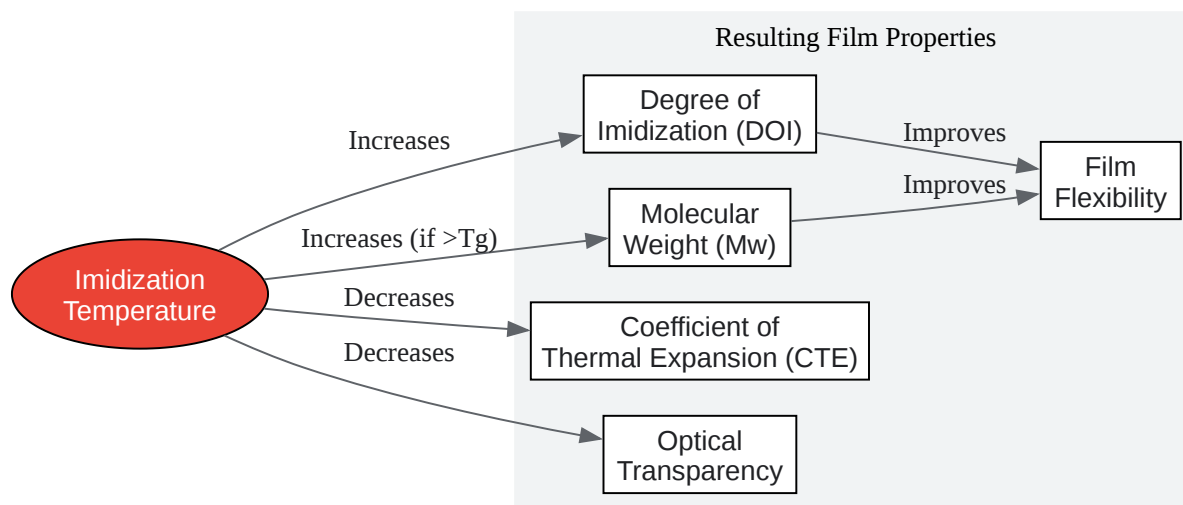 Resulting Film Properties
Degree of
Imidization (DOI)
Increases
Improves
Film
Flexibility
Improves
Molecular
Weight (Mw)
Increases (if >Tg)
Imidization
Temperature
Decreases
Coefficient of
Thermal Expansion (CTE)
Decreases
Optical
Transparency